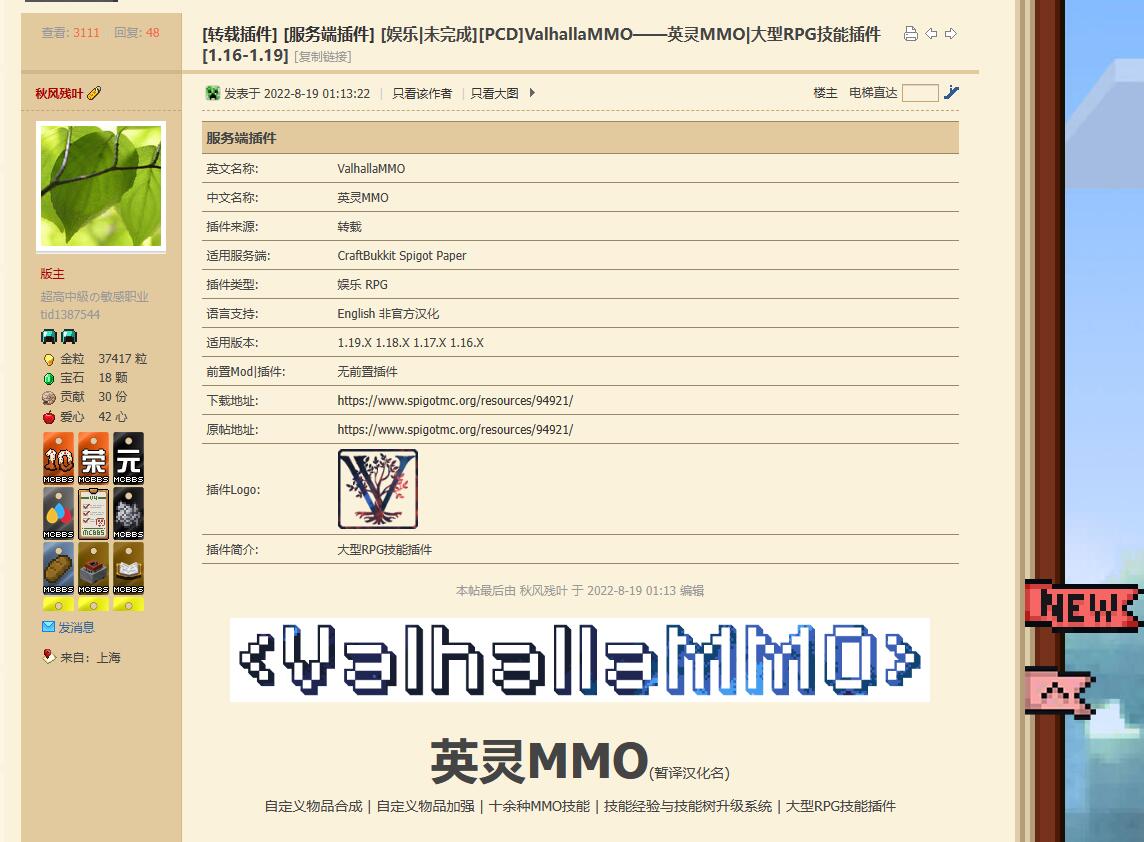 查看: 3111 回复: 48
[转载插件] [服务端插件] [娱乐|未完成][PCD]ValhallaMMO——英灵MMO|大型RPG技能插件
[1.16-1.19] [复制链接]
秋风残叶
发表于 2022-8-19 01:13:22 | 只看该作者 | 只看大图
楼主 电梯直达
服务端插件
英文名称: ValhallaMMO
中文名称: 英灵MMO
插件来源: 转载
适用服务端: CraftBukkit Spigot Paper
插件类型: 娱乐 RPG
语言支持: English 非官方汉化
适用版本: 1.19.X 1.18.X 1.17.X 1.16.X
前置Mod|插件: 无前置插件
下载地址: https://www.spigotmc.org/resources/94921/
原帖地址: https://www.spigotmc.org/resources/94921/
插件Logo: V
插件简介: 大型RPG技能插件
版主
超高中級の敏感职业
tid1387544
金粒 37417 粒
宝石 18 颗
贡献 30 份
爱心 42 心
10 荣 元
MCBBS MCBBS MCBBS
MCBBS MCBBS MCBBS
MCBBS MCBBS MCBBS
发消息
来自: 上海
本帖最后由 秋风残叶 于 2022-8-19 01:13 编辑
<ValhallaMMO>
英灵MMO(暂译汉化名)
自定义物品合成 | 自定义物品加强 | 十余种MMO技能 | 技能经验与技能树升级系统 | 大型RPG技能插件
NEW